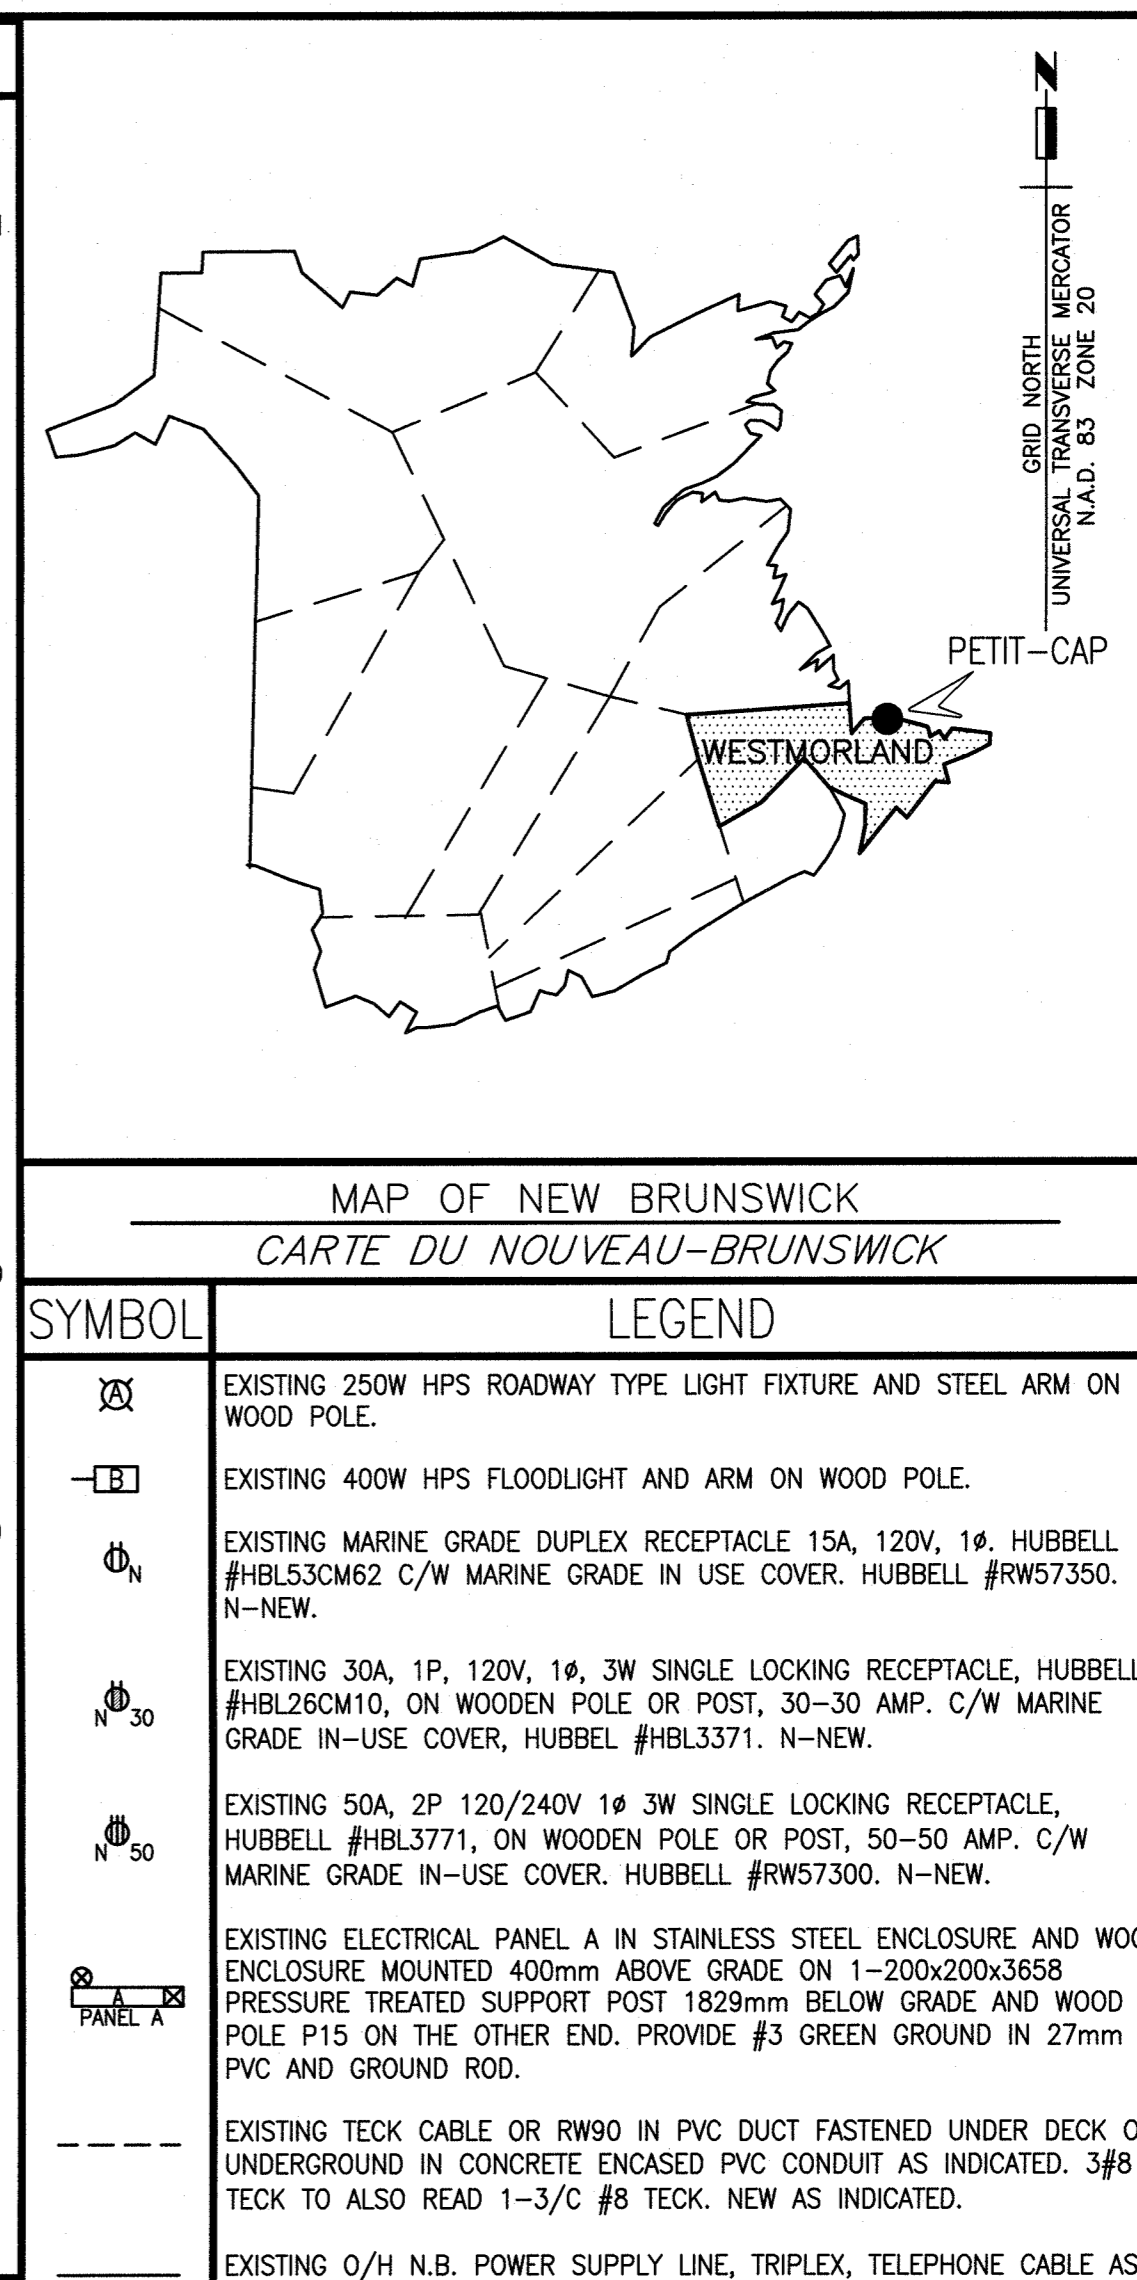 N
GRID NORTH
UNIVERSAL TRANSVERSE MERCATOR
N.A.D. 83 ZONE 20
PETIT-CAP
WESTMORLAND
MAP OF NEW BRUNSWICK
CARTE DU NOUVEAU-BRUNSWICK
SYMBOL
LEGEND
A
EXISTING 250W HPS ROADWAY TYPE LIGHT FIXTURE AND STEEL ARM ON
WOOD POLE.
B
EXISTING 400W HPS FLOODLIGHT AND ARM ON WOOD POLE.
N
EXISTING MARINE GRADE DUPLEX RECEPTACLE 15A, 120V, 1ø. HUBBELL
#HBL53CM62 C/W MARINE GRADE IN USE COVER. HUBBELL #RW57350.
N-NEW.
N 30
EXISTING 30A, 1P, 120V, 1ø, 3W SINGLE LOCKING RECEPTACLE, HUBBELL
#HBL26CM10, ON WOODEN POLE OR POST, 30-30 AMP. C/W MARINE
GRADE IN-USE COVER, HUBBEL #HBL3371. N-NEW.
N 50
EXISTING 50A, 2P 120/240V 1ø 3W SINGLE LOCKING RECEPTACLE,
HUBBELL #HBL3771, ON WOODEN POLE OR POST, 50-50 AMP. C/W
MARINE GRADE IN-USE COVER. HUBBELL #RW57300. N-NEW.
A
PANEL A
EXISTING ELECTRICAL PANEL A IN STAINLESS STEEL ENCLOSURE AND
ENCLOSURE MOUNTED 400mm ABOVE GRADE ON 1-200x200x3658
PRESSURE TREATED SUPPORT POST 1829mm BELOW GRADE AND WOOD
POLE P15 ON THE OTHER END. PROVIDE #3 GREEN GROUND IN 27mm
PVC AND GROUND ROD.
EXISTING TECK CABLE OR RW90 IN PVC DUCT FASTENED UNDER DECK
UNDERGROUND IN CONCRETE ENCASED PVC CONDUIT AS INDICATED. 3#8
TECK TO ALSO READ 1-3/C #8 TECK. NEW AS INDICATED.
EXISTING O/H N.B. POWER SUPPLY LINE, TRIPLEX, TELEPHONE CABLE AS